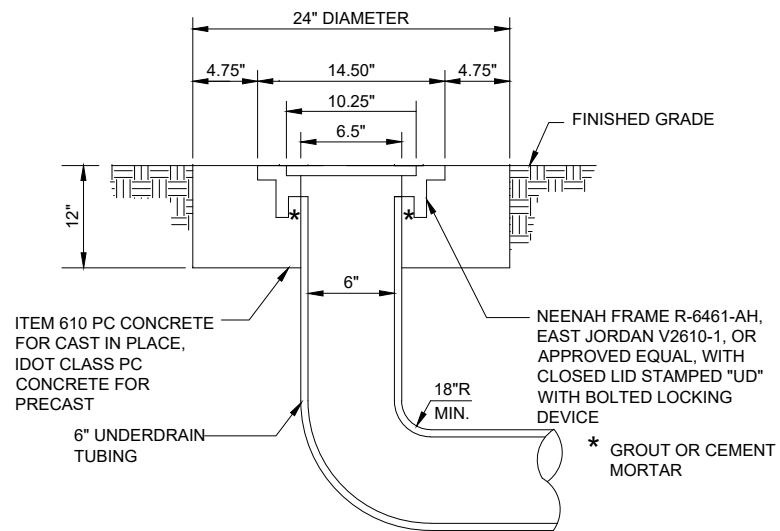 24" DIAMETER
4.75"
14.50"
4.75"
10.25"
6.5"
FINISHED GRADE
12"
*
*
6"
ITEM 610 PC CONCRETE
FOR CAST IN PLACE,
IDOT CLASS PC
CONCRETE FOR
PRECAST
NEENAH FRAME R-6461-AH,
EAST JORDAN V2610-1, OR
APPROVED EQUAL, WITH
CLOSED LID STAMPED "UD"
WITH BOLTED LOCKING
DEVICE
18"R
MIN.
6" UNDERDRAIN
TUBING
* GROUT OR CEMENT
MORTAR